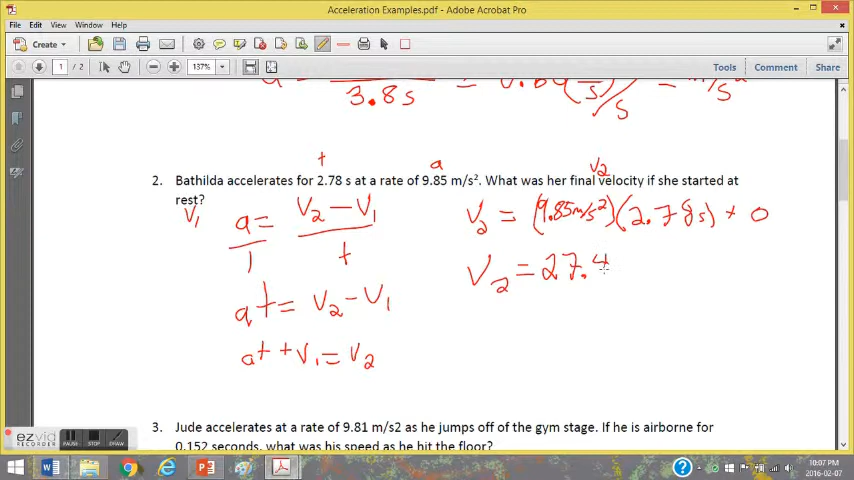 Acceleration Examples.pdf - Adobe Acrobat Pro
File Edit View Window Help
Create
1 / 2 137% Tools Comment Share
3.8 s
t a v2
2. Bathilda accelerates for 2.78 s at a rate of 9.85 m/s². What was her final velocity if she started at
rest?
V1
a/1 = (V2 - V1)/t
at = V2 - V1
at + V1 = V2
V2 = (9.85 m/s²)(2.78 s) + 0
V2 = 27.4
3. Jude accelerates at a rate of 9.81 m/s2 as he jumps off of the gym stage. If he is airborne for
0.152 seconds, what was his speed as he hit the floor?
ezvid
RECORDER
PAUSE STOP DRAW
10:07 PM
2016-02-07